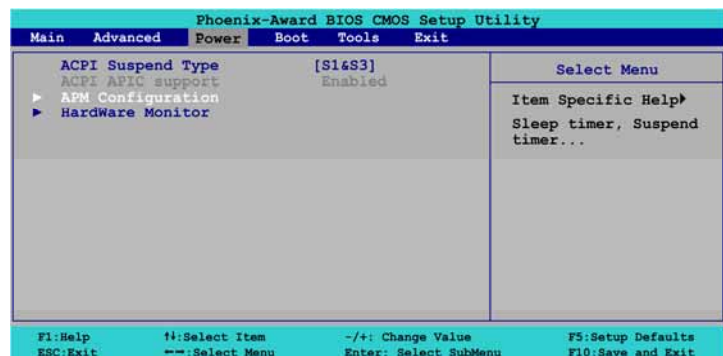 Phoenix-Award BIOS CMOS Setup Utility
Main Advanced Power Boot Tools Exit
ACPI Suspend Type [S1&S3]
ACPI APIC support Enabled
► APM Configuration
► HardWare Monitor
Select Menu
Item Specific Help►
Sleep timer, Suspend
timer...
F1:Help ↑↓:Select Item -/+: Change Value F5:Setup Defaults
ESC:Exit ←→:Select Menu Enter: Select SubMenu F10:Save and Exit